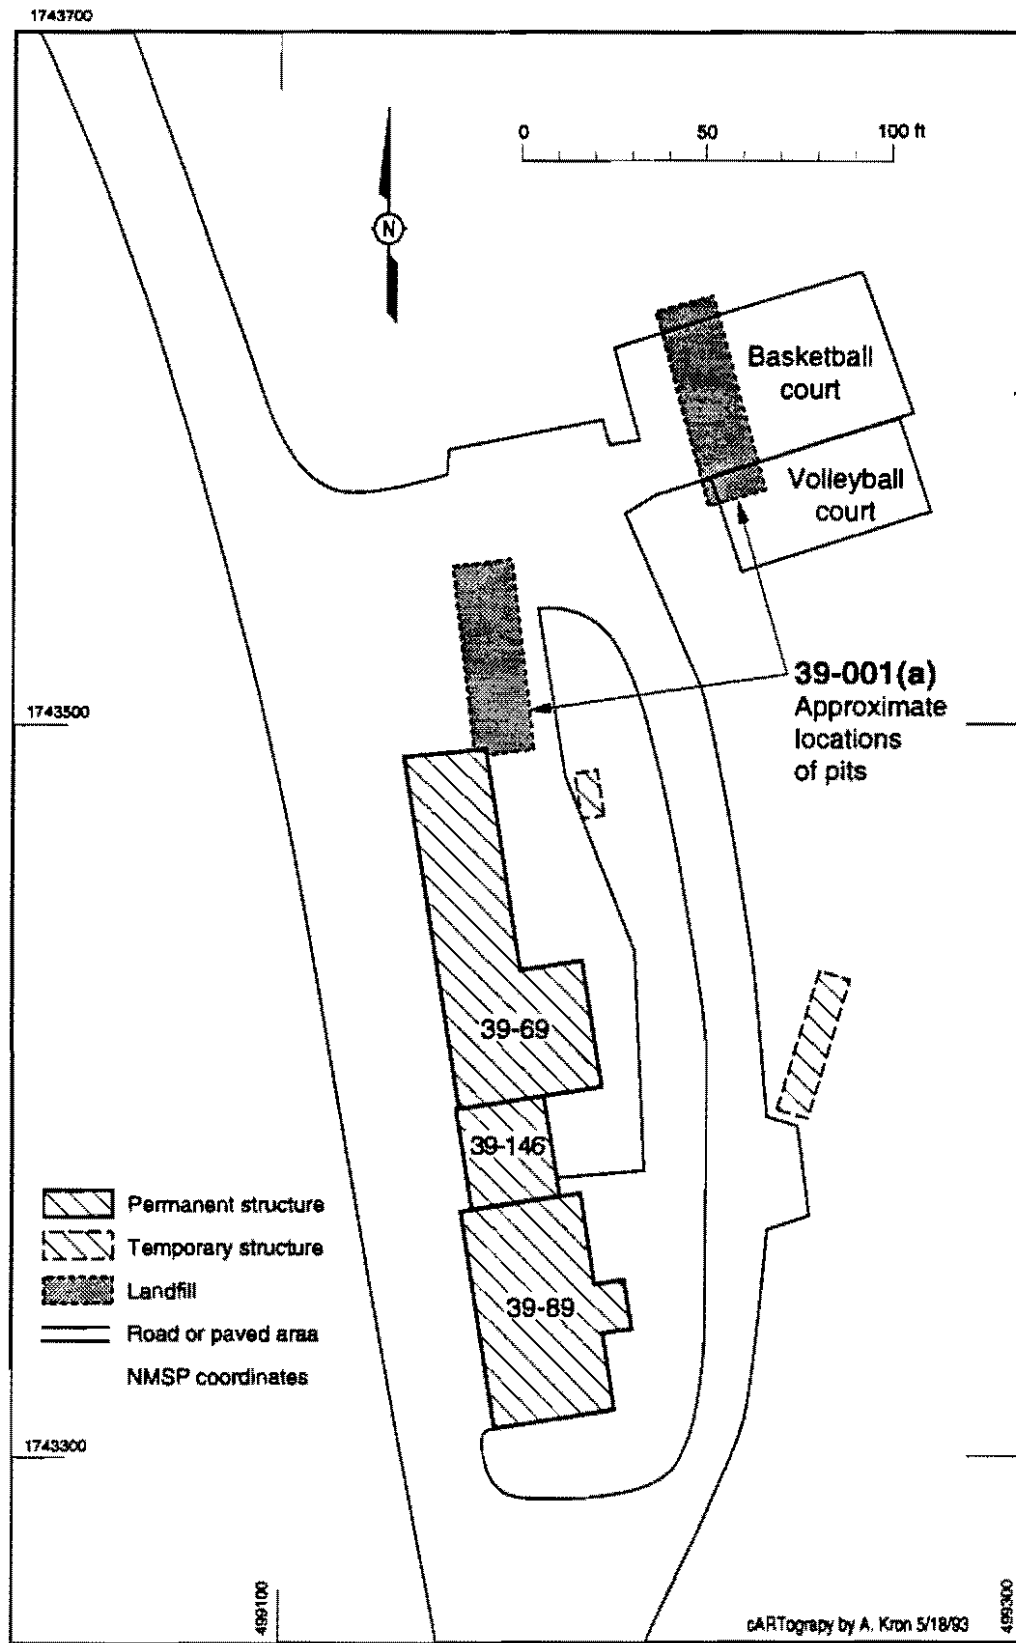 1743700
0 50 100 ft
N
Basketball
court
Volleyball
court
39-001(a)
Approximate
locations
of pits
1743500
39-69
39-146
39-89
Permanent structure
Temporary structure
Landfill
Road or paved araa
NMSP coordinates
1743300
499100
499300
cARTograpy by A. Kron 5/18/93